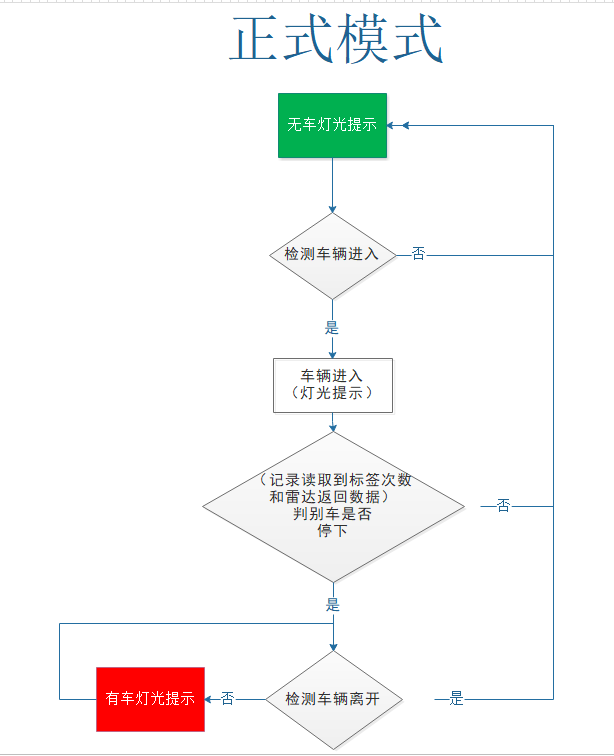 正式模式
无车灯光提示
检测车辆进入
否
是
车辆进入
（灯光提示）
（记录读取到标签次数
和雷达返回数据）
判别车是否
停下
否
是
有车灯光提示
否
检测车辆离开
是